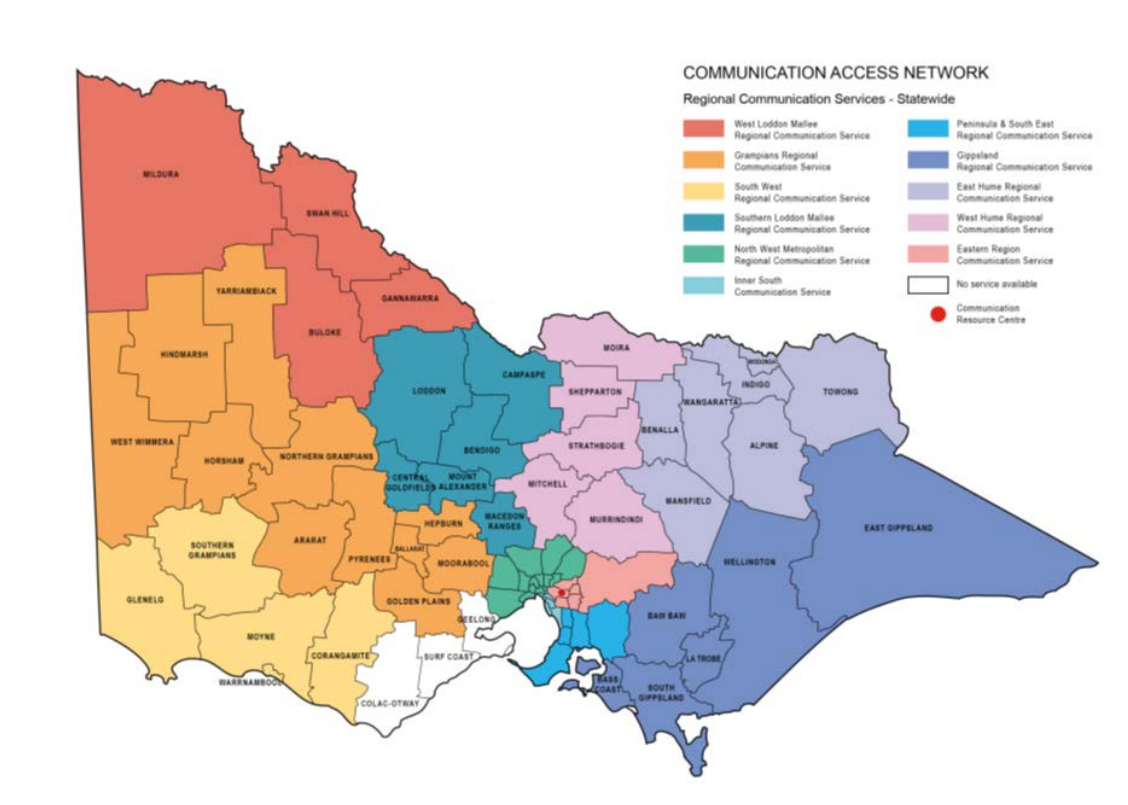 COMMUNICATION ACCESS NETWORK
Regional Communication Services - Statewide
West Loddon Mallee
Regional Communication Service
Grampians Regional
Communication Service
South West
Regional Communication Service
Southern Loddon Mallee
Regional Communication Service
North West Metropolitan
Regional Communication Service
Inner South
Communication Service
Peninsula & South East
Regional Communication Service
Gippsland
Regional Communication Service
East Hume Regional
Communication Service
West Hume Regional
Communication Service
Eastern Region
Communication Service
No service available
Communication
Resource Centre
MILDURA
SWAN HILL
YARRIAMBIACK
GANNAWARRA
BULOKE
HINDMARSH
MOIRA
WODONGA
LODDON
CAMPASPE
SHEPPARTON
INDIGO
TOWONG
WANGARATTA
WEST WIMMERA
BENALLA
STRATHBOGIE
ALPINE
HORSHAM
NORTHERN GRAMPIANS
BENDIGO
CENTRAL
GOLDFIELDS
MOUNT
ALEXANDER
MITCHELL
MANSFIELD
MACEDON
RANGES
MURRINDINDI
HEPBURN
EAST GIPPSLAND
SOUTHERN
GRAMPIANS
ARARAT
BALLARAT
PYRENEES
MOORABOOL
WELLINGTON
GLENELG
GOLDEN PLAINS
GEELONG
BAW BAW
MOYNE
CORANGAMITE
SURF COAST
LA TROBE
WARRNAMBOOL
BASS
COAST
SOUTH
GIPPSLAND
COLAC-OTWAY